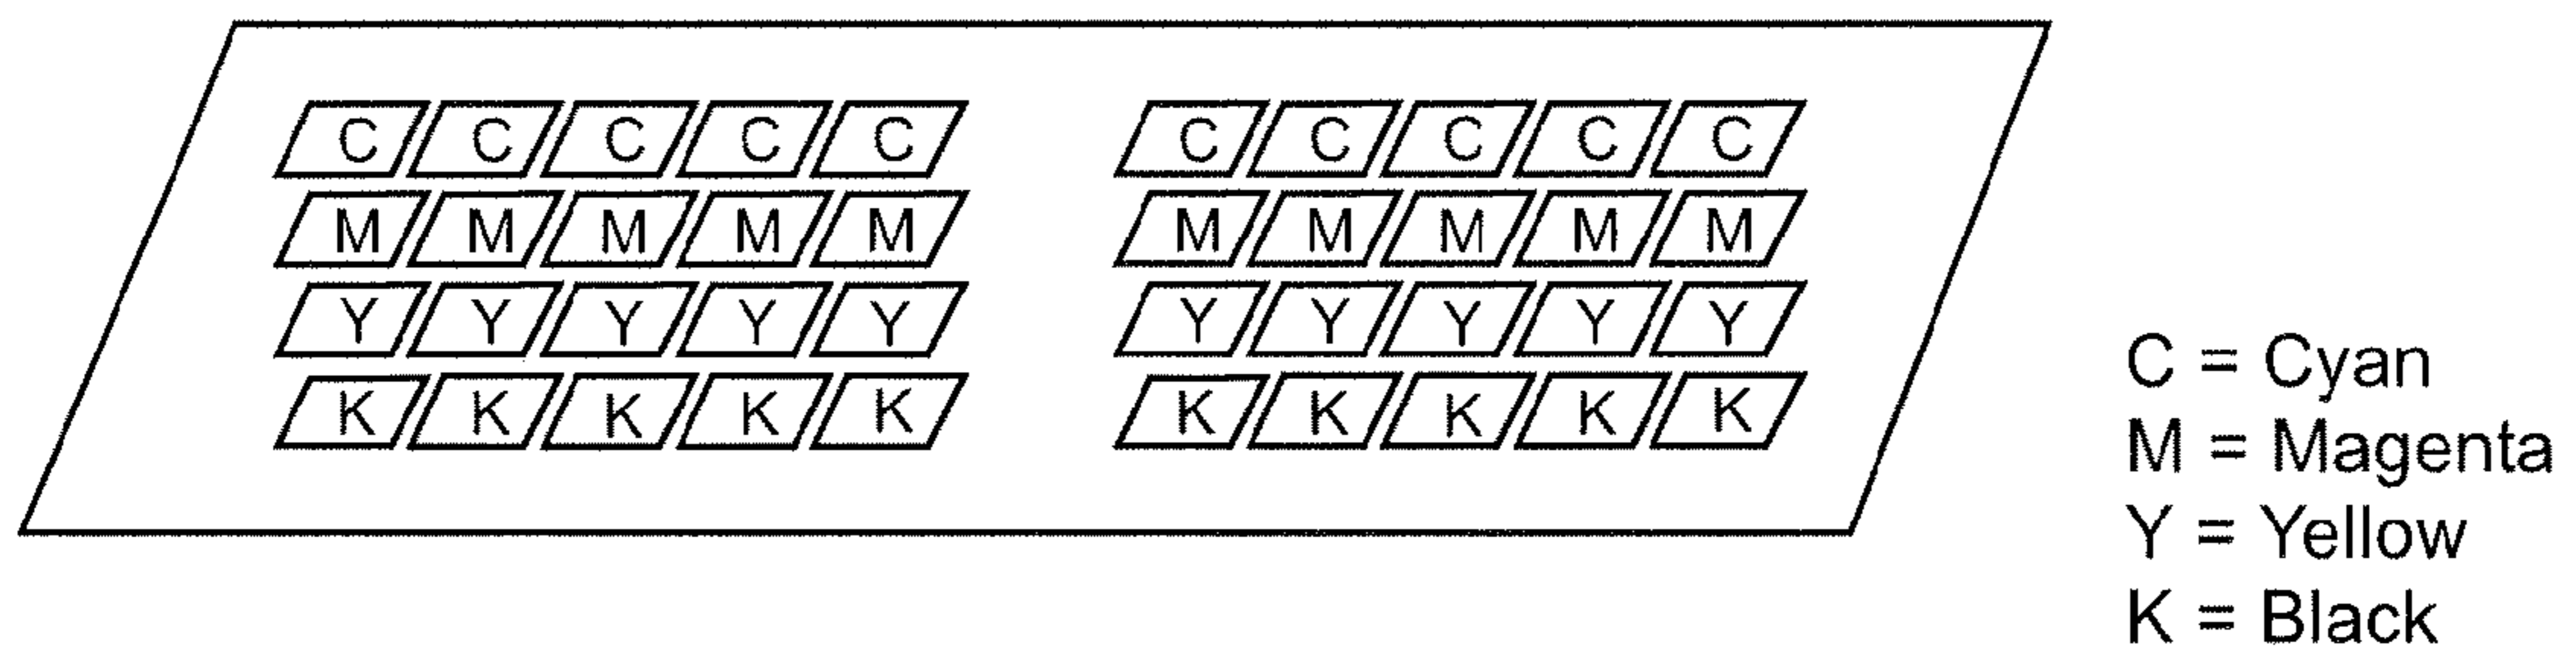 C C C C C C C C C C
M M M M M M M M M M
Y Y Y Y Y Y Y Y Y Y
K K K K K K K K K K
C = Cyan
M = Magenta
Y = Yellow
K = Black